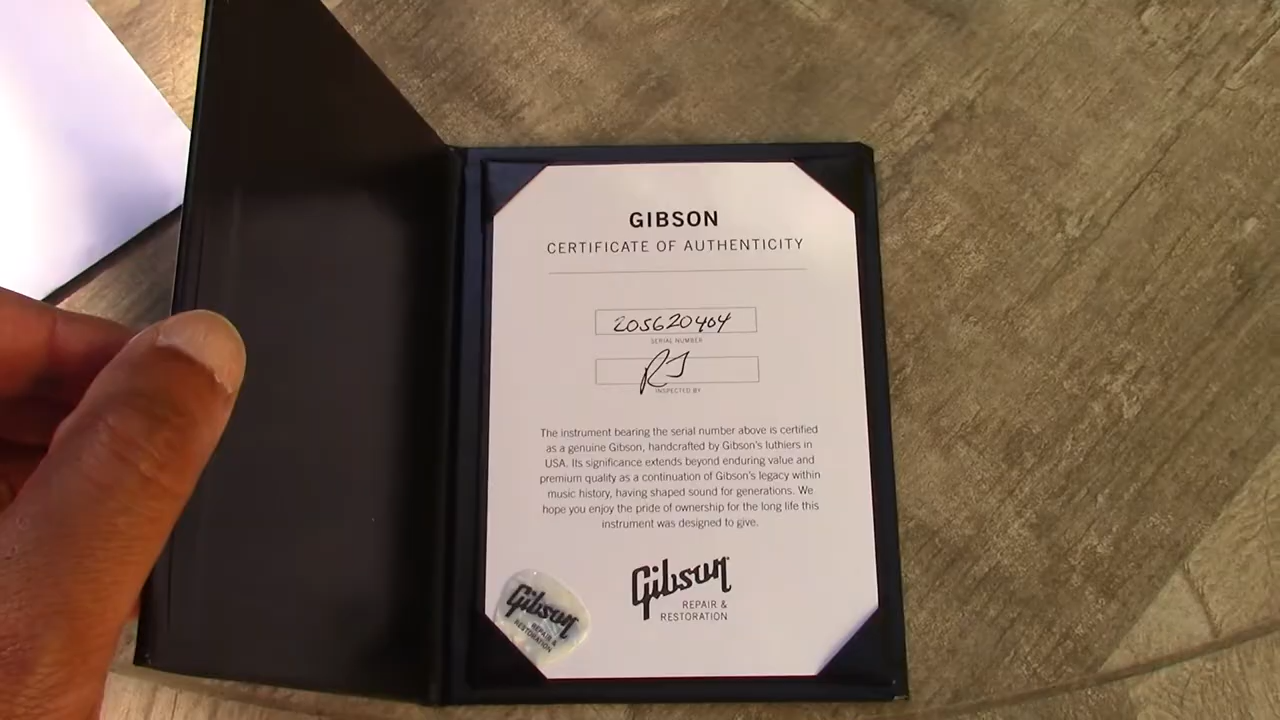 GIBSON
CERTIFICATE OF AUTHENTICITY
205620404
SERIAL NUMBER
RJ
INSPECTED BY
The instrument bearing the serial number above is certified
as a genuine Gibson, handcrafted by Gibson's luthiers in
USA. Its significance extends beyond enduring value and
premium quality as a continuation of Gibson's legacy within
music history, having shaped sound for generations. We
hope you enjoy the pride of ownership for the long life this
instrument was designed to give.
Gibson
REPAIR &
RESTORATION
Gibson
REPAIR &
RESTORATION